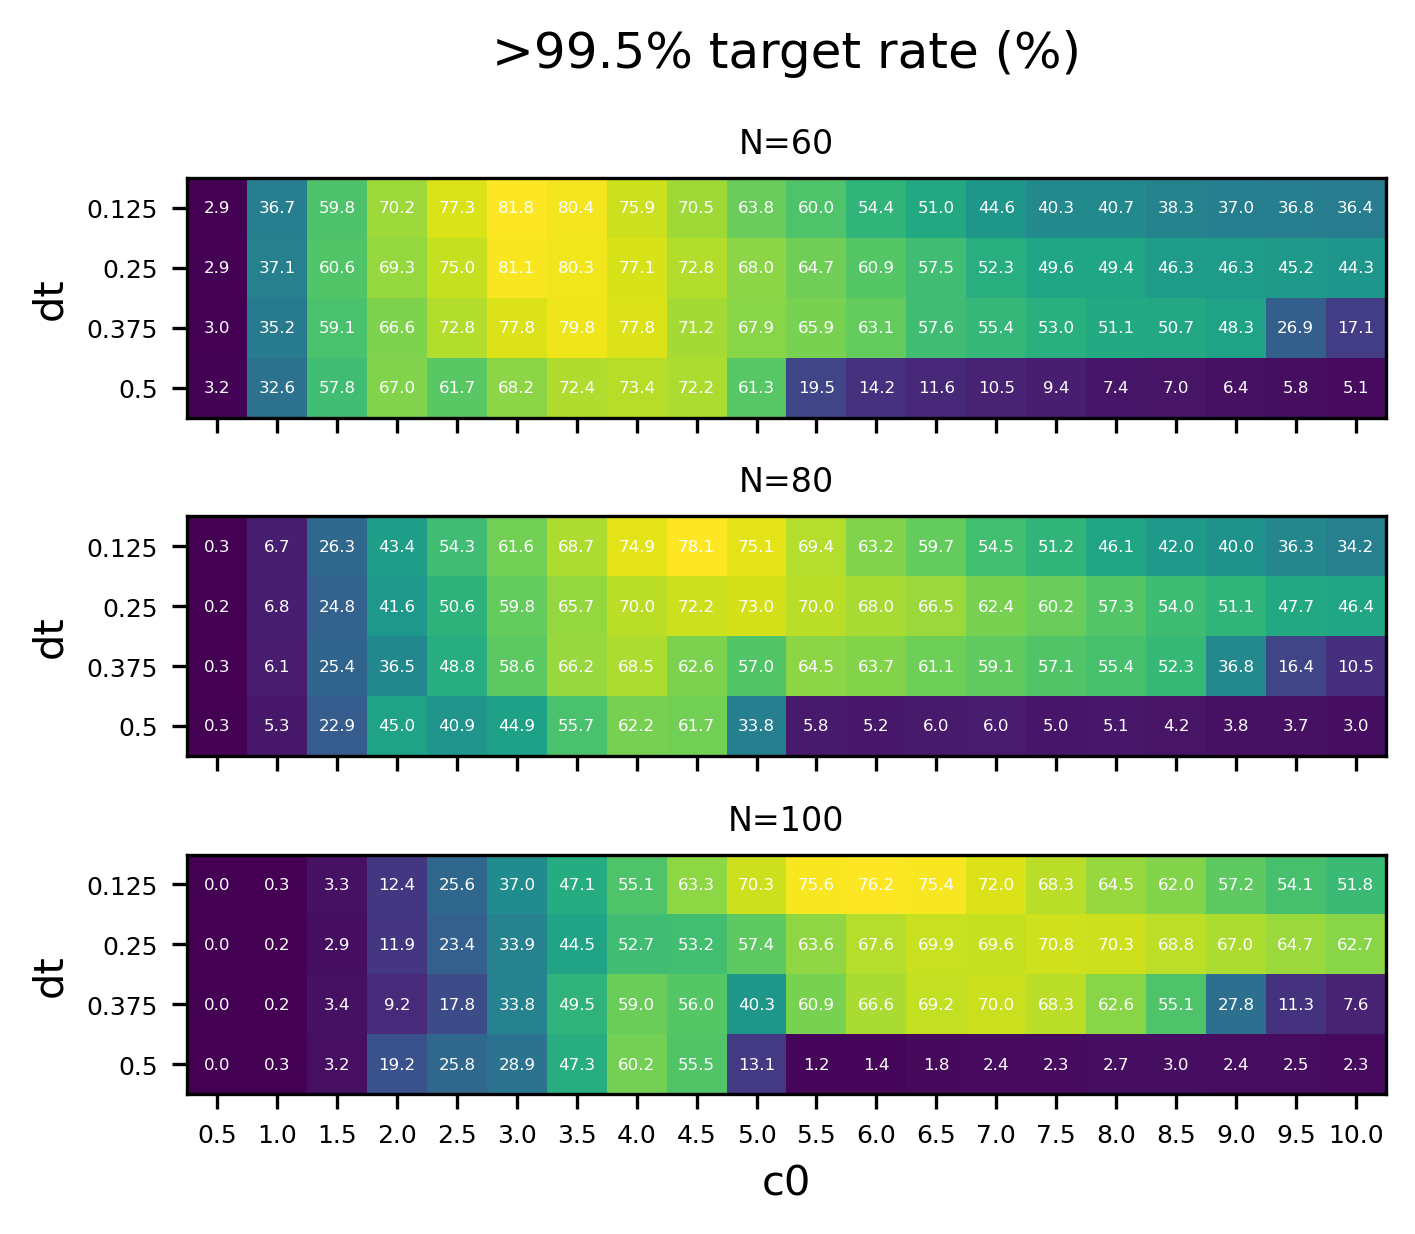 >99.5% target rate (%)
N=60
0.125 2.9 36.7 59.8 70.2 77.3 81.8 80.4 75.9 70.5 63.8 60.0 54.4 51.0 44.6 40.3 40.7 38.3 37.0 36.8 36.4
0.25 2.9 37.1 60.6 69.3 75.0 81.1 80.3 77.1 72.8 68.0 64.7 60.9 57.5 52.3 49.6 49.4 46.3 46.3 45.2 44.3
dt
0.375 3.0 35.2 59.1 66.6 72.8 77.8 79.8 77.8 71.2 67.9 65.9 63.1 57.6 55.4 53.0 51.1 50.7 48.3 26.9 17.1
0.5 3.2 32.6 57.8 67.0 61.7 68.2 72.4 73.4 72.2 61.3 19.5 14.2 11.6 10.5 9.4 7.4 7.0 6.4 5.8 5.1
N=80
0.125 0.3 6.7 26.3 43.4 54.3 61.6 68.7 74.9 78.1 75.1 69.4 63.2 59.7 54.5 51.2 46.1 42.0 40.0 36.3 34.2
0.25 0.2 6.8 24.8 41.6 50.6 59.8 65.7 70.0 72.2 73.0 70.0 68.0 66.5 62.4 60.2 57.3 54.0 51.1 47.7 46.4
dt
0.375 0.3 6.1 25.4 36.5 48.8 58.6 66.2 68.5 62.6 57.0 64.5 63.7 61.1 59.1 57.1 55.4 52.3 36.8 16.4 10.5
0.5 0.3 5.3 22.9 45.0 40.9 44.9 55.7 62.2 61.7 33.8 5.8 5.2 6.0 6.0 5.0 5.1 4.2 3.8 3.7 3.0
N=100
0.125 0.0 0.3 3.3 12.4 25.6 37.0 47.1 55.1 63.3 70.3 75.6 76.2 75.4 72.0 68.3 64.5 62.0 57.2 54.1 51.8
0.25 0.0 0.2 2.9 11.9 23.4 33.9 44.5 52.7 53.2 57.4 63.6 67.6 69.9 69.6 70.8 70.3 68.8 67.0 64.7 62.7
dt
0.375 0.0 0.2 3.4 9.2 17.8 33.8 49.5 59.0 56.0 40.3 60.9 66.6 69.2 70.0 68.3 62.6 55.1 27.8 11.3 7.6
0.5 0.0 0.3 3.2 19.2 25.8 28.9 47.3 60.2 55.5 13.1 1.2 1.4 1.8 2.4 2.3 2.7 3.0 2.4 2.5 2.3
0.5 1.0 1.5 2.0 2.5 3.0 3.5 4.0 4.5 5.0 5.5 6.0 6.5 7.0 7.5 8.0 8.5 9.0 9.5 10.0
c0